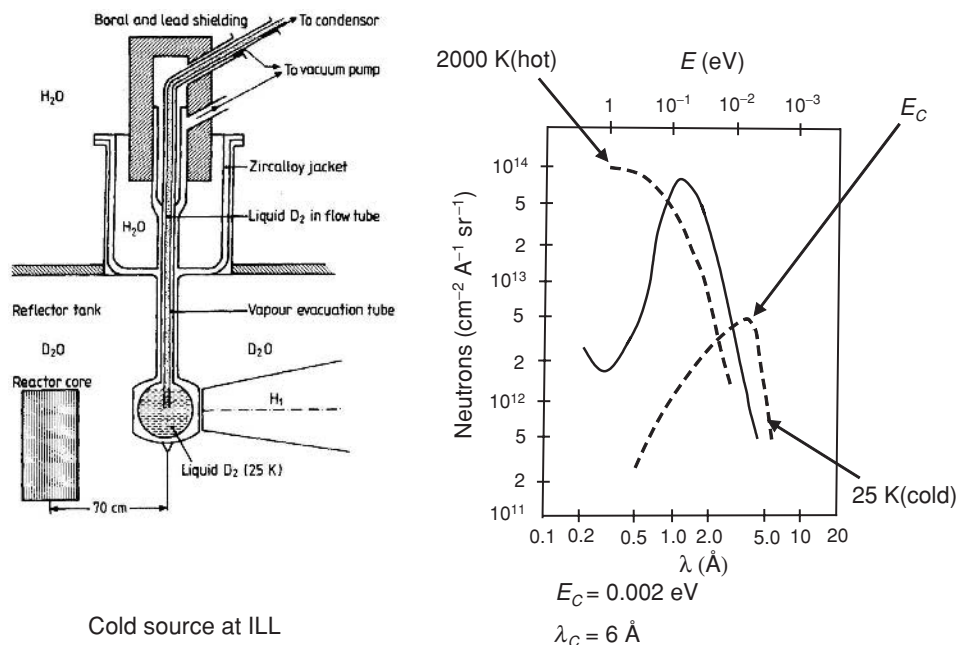 Boral and lead shielding
To condensor
To vacuum pump
H₂O
Zircalloy jacket
Liquid D₂ in flow tube
H₂O
Reflector tank
Vapour evacuation tube
D₂O
D₂O
Reactor core
H₁
Liquid D₂ (25 K)
70 cm
Cold source at ILL
2000 K(hot)
E (eV)
1 10⁻¹ 10⁻² 10⁻³
E_C
Neutrons (cm⁻² A⁻¹ sr⁻¹)
10¹⁴
5
2
10¹³
5
2
10¹²
5
2
10¹¹
25 K(cold)
0.1 0.2 0.5 1.0 2.0 5.0 10 20
λ (Å)
E_C = 0.002 eV
λ_C = 6 Å